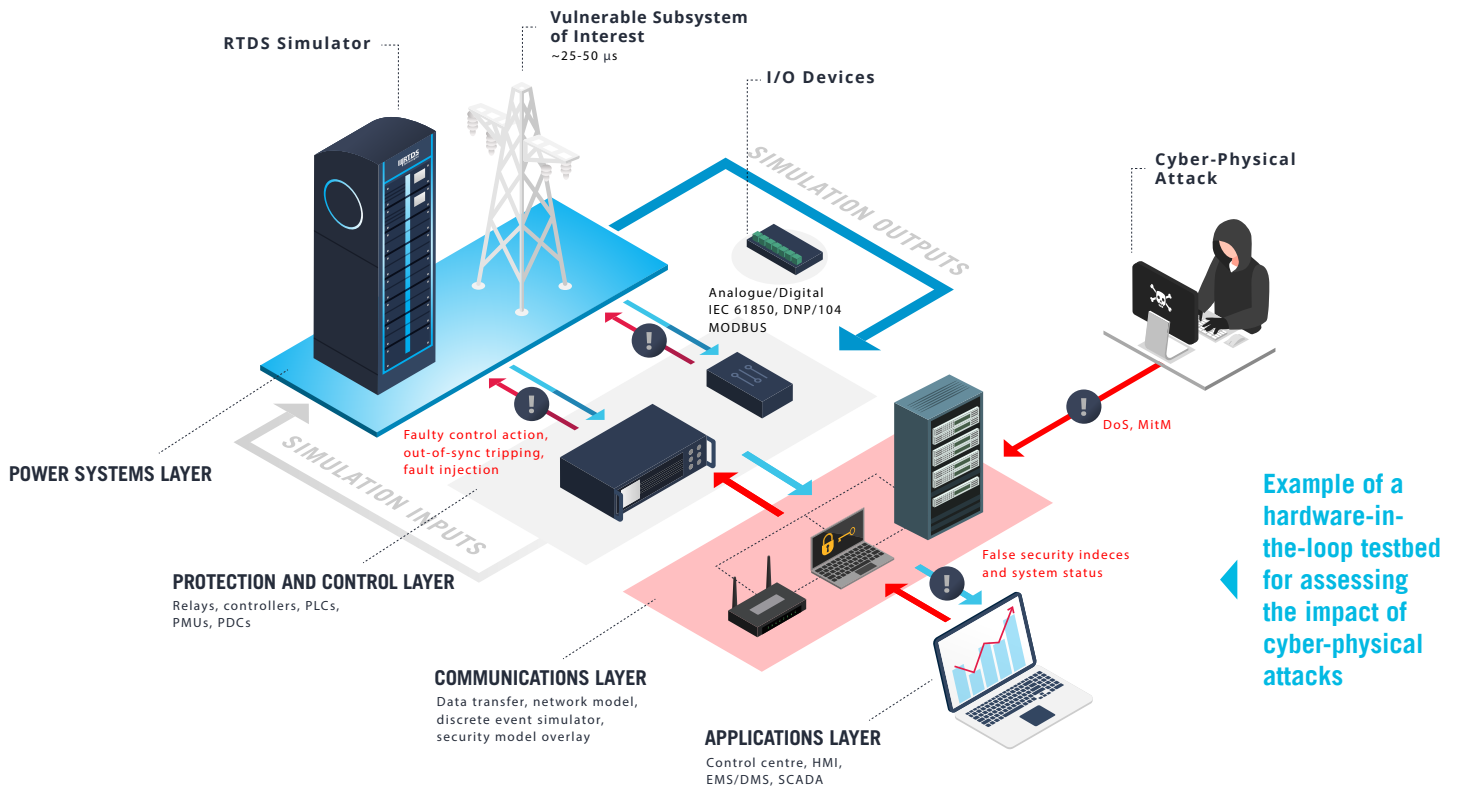 Vulnerable Subsystem
of Interest
~25-50 µs
RTDS Simulator
I/O Devices
RTDS
SIMULATION OUTPUTS
Cyber-Physical
Attack
Analogue/Digital
IEC 61850, DNP/104
MODBUS
!
!
!
DoS, MitM
Faulty control action,
out-of-sync tripping,
fault injection
SIMULATION INPUTS
POWER SYSTEMS LAYER
Example of a
hardware-in-
the-loop testbed
for assessing
the impact of
cyber-physical
attacks
False security indeces
and system status
!
PROTECTION AND CONTROL LAYER
Relays, controllers, PLCs,
PMUs, PDCs
COMMUNICATIONS LAYER
Data transfer, network model,
discrete event simulator,
security model overlay
APPLICATIONS LAYER
Control centre, HMI,
EMS/DMS, SCADA